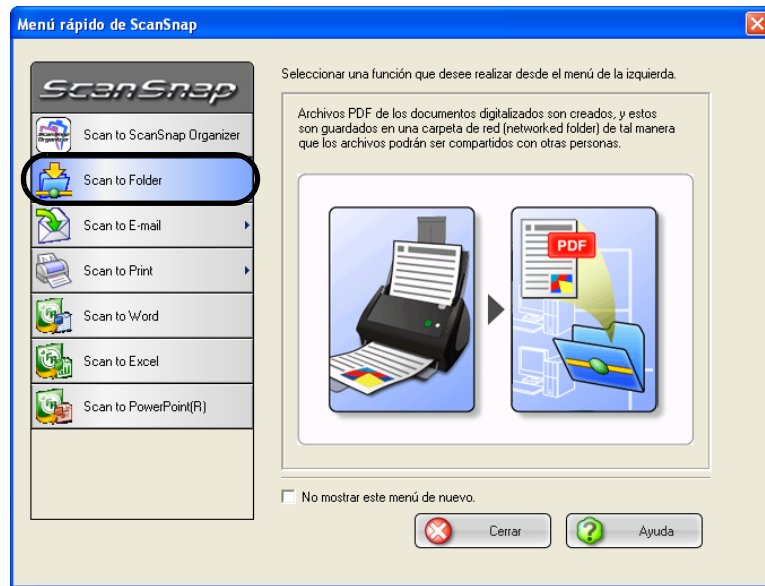 Menú rápido de ScanSnap
ScanSnap
Seleccionar una función que desee realizar desde el menú de la izquierda.
Scan to ScanSnap Organizer
Scan to Folder
Scan to E-mail
Scan to Print
Scan to Word
Scan to Excel
Scan to PowerPoint(R)
Archivos PDF de los documentos digitalizados son creados, y estos
son guardados en una carpeta de red (networked folder) de tal manera
que los archivos podrán ser compartidos con otras personas.
PDF
No mostrar este menú de nuevo.
Cerrar
Ayuda